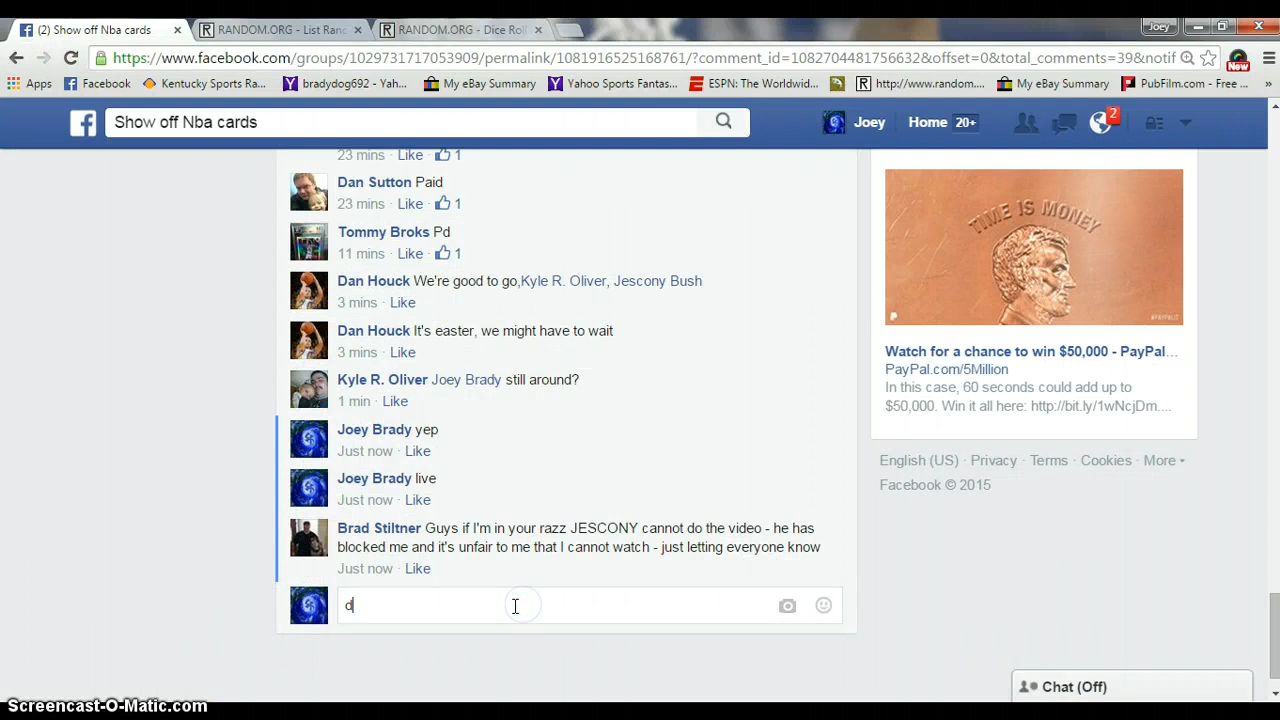 (2) Show off Nba cards
RANDOM.ORG - List Ran
RANDOM.ORG - Dice Ro
Joey
https://www.facebook.com/groups/1029731717053909/permalink/1081916525168761/?comment_id=1082704481756632&offset=0&total_comments=39&notif
New
Apps
Facebook
Kentucky Sports Ra...
bradydog692 - Yah...
My eBay Summary
Yahoo Sports Fantas...
ESPN: The Worldwid...
http://www.random....
My eBay Summary
PubFilm.com - Free ...
»
Show off Nba cards
Joey
Home 20+
2
23 mins · Like · 1
Dan Sutton Paid
23 mins · Like · 1
Tommy Broks Pd
11 mins · Like · 1
Dan Houck We're good to go,Kyle R. Oliver, Jescony Bush
3 mins · Like
Dan Houck It's easter, we might have to wait
3 mins · Like
Kyle R. Oliver Joey Brady still around?
1 min · Like
Joey Brady yep
Just now · Like
Joey Brady live
Just now · Like
Brad Stiltner Guys if I'm in your razz JESCONY cannot do the video - he has
blocked me and it's unfair to me that I cannot watch - just letting everyone know
Just now · Like
d
TIME IS MONEY
Watch for a chance to win $50,000 - PayPal...
PayPal.com/5Million
In this case, 60 seconds could add up to
$50,000. Win it all here: http://bit.ly/1wNcjDm....
English (US) · Privacy · Terms · Cookies · More
Facebook © 2015
Chat (Off)
Screencast-O-Matic.com